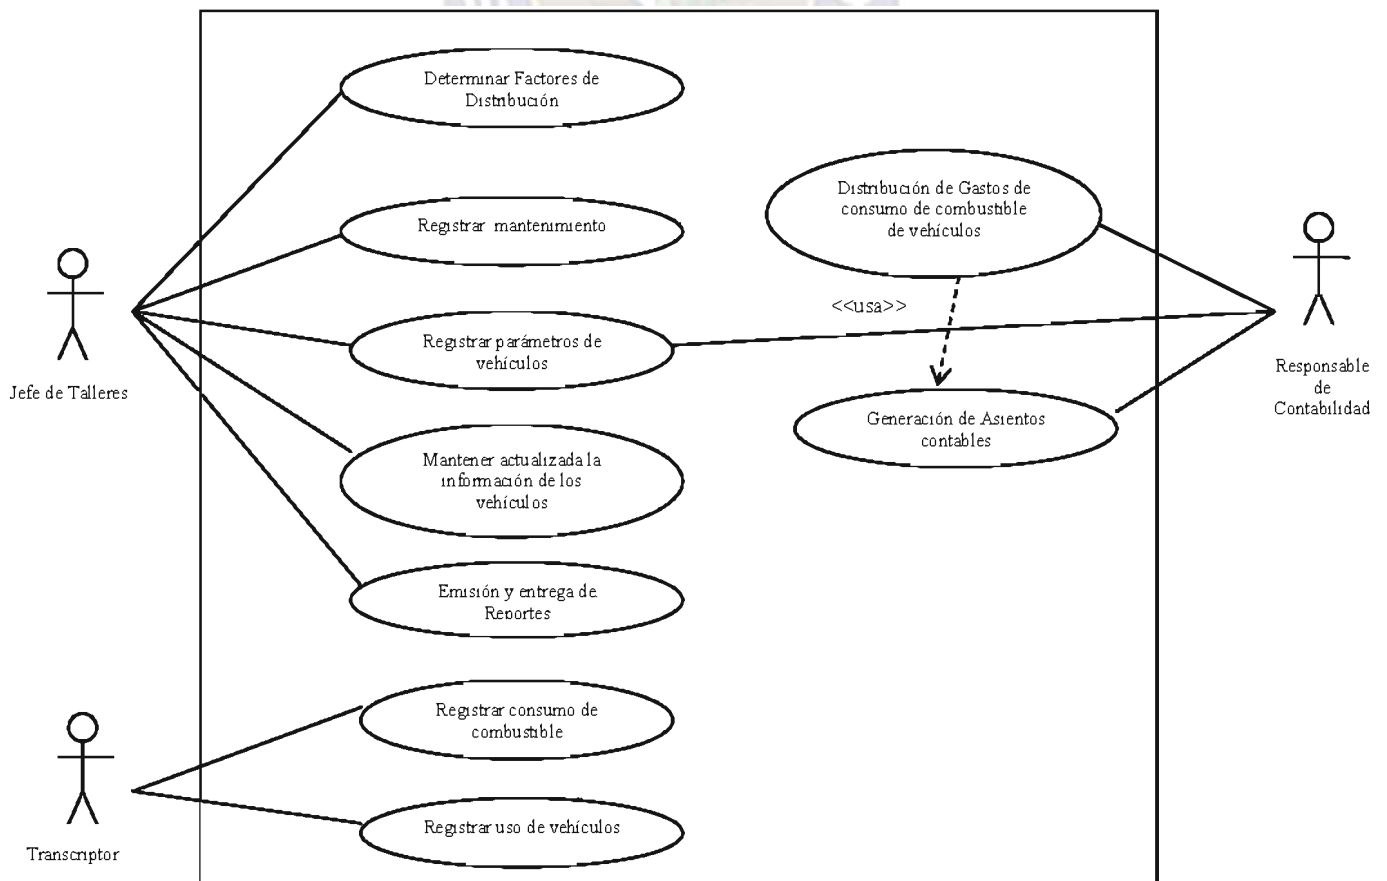 Determinar Factores de
Distribución
Registrar mantenimiento
Registrar parámetros de
vehículos
Mantener actualizada la
información de los
vehículos
Emisión y entrega de
Reportes
Registrar consumo de
combustible
Registrar uso de vehículos
Distribución de Gastos de
consumo de combustible
de vehículos
<<usa>>
Generación de Asientos
contables
Jefe de Talleres
Transcriptor
Responsable
de
Contabilidad